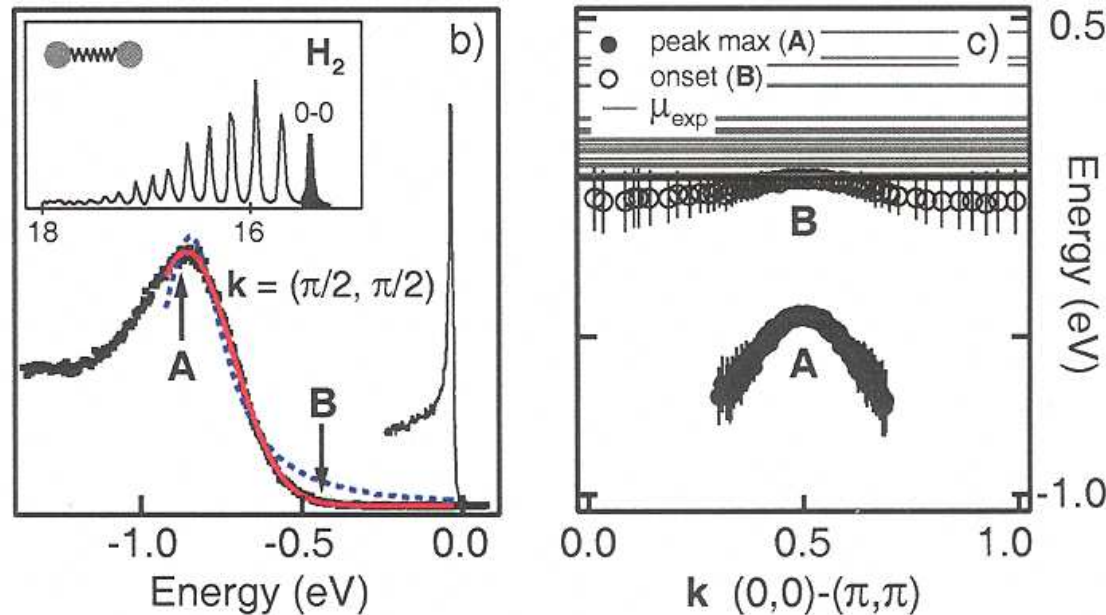 b)
H2
0-0
18
16
k = (π/2, π/2)
A
B
-1.0
-0.5
0.0
Energy (eV)
c)
peak max (A)
onset (B)
μexp
B
A
0.5
-1.0
Energy (eV)
0.0
0.5
1.0
k (0,0)-(π,π)